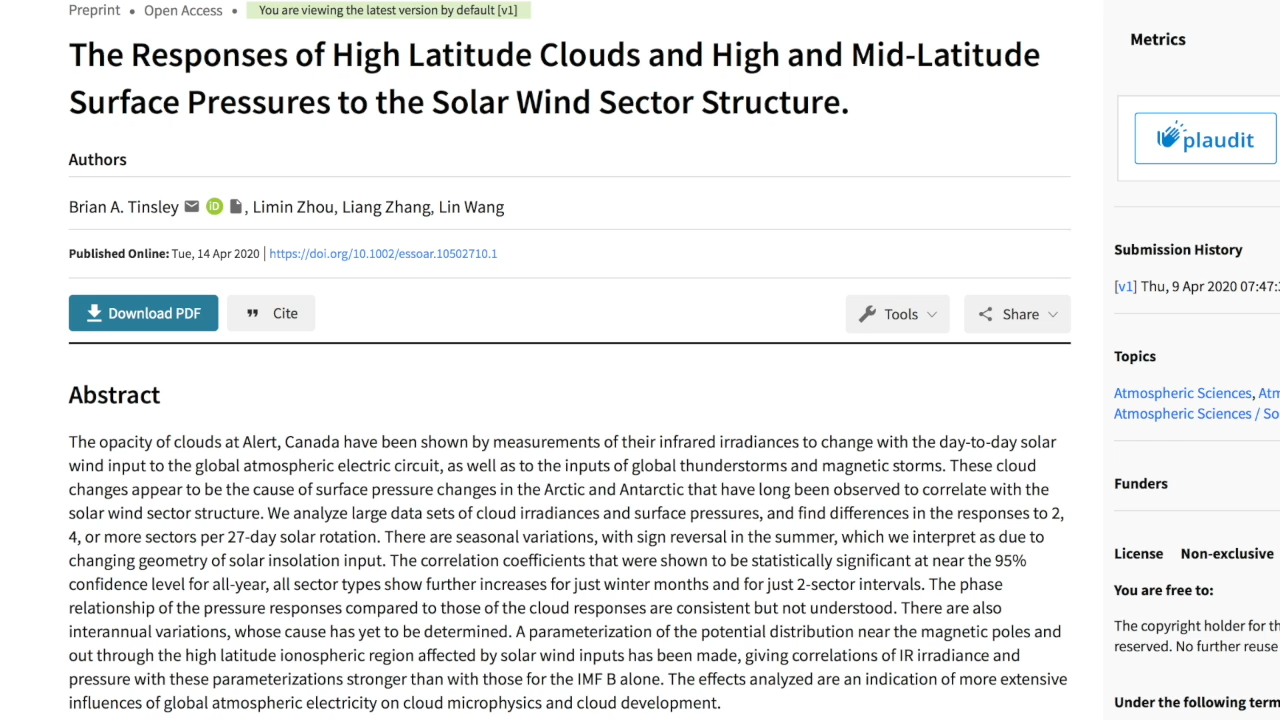 Preprint • Open Access • You are viewing the latest version by default [v1]
The Responses of High Latitude Clouds and High and Mid-Latitude
Surface Pressures to the Solar Wind Sector Structure.
Authors
Brian A. Tinsley iD , Limin Zhou, Liang Zhang, Lin Wang
Published Online: Tue, 14 Apr 2020 | https://doi.org/10.1002/essoar.10502710.1
Download PDF
Cite
Tools
Share
Abstract
The opacity of clouds at Alert, Canada have been shown by measurements of their infrared irradiances to change with the day-to-day solar
wind input to the global atmospheric electric circuit, as well as to the inputs of global thunderstorms and magnetic storms. These cloud
changes appear to be the cause of surface pressure changes in the Arctic and Antarctic that have long been observed to correlate with the
solar wind sector structure. We analyze large data sets of cloud irradiances and surface pressures, and find differences in the responses to 2,
4, or more sectors per 27-day solar rotation. There are seasonal variations, with sign reversal in the summer, which we interpret as due to
changing geometry of solar insolation input. The correlation coefficients that were shown to be statistically significant at near the 95%
confidence level for all-year, all sector types show further increases for just winter months and for just 2-sector intervals. The phase
relationship of the pressure responses compared to those of the cloud responses are consistent but not understood. There are also
interannual variations, whose cause has yet to be determined. A parameterization of the potential distribution near the magnetic poles and
out through the high latitude ionospheric region affected by solar wind inputs has been made, giving correlations of IR irradiance and
pressure with these parameterizations stronger than with those for the IMF B alone. The effects analyzed are an indication of more extensive
influences of global atmospheric electricity on cloud microphysics and cloud development.
Metrics
plaudit
Submission History
[v1] Thu, 9 Apr 2020 07:47:
Topics
Atmospheric Sciences, Atm
Atmospheric Sciences / So
Funders
License Non-exclusive
You are free to:
The copyright holder for th
reserved. No further reuse
Under the following term